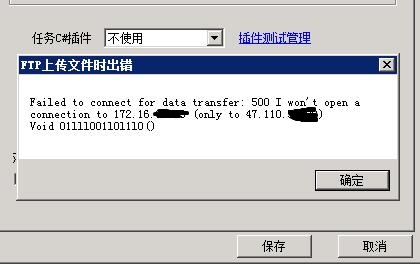 任务C#插件 不使用 插件测试管理
FTP上传文件时出错
Failed to connect for data transfer: 500 I won't open a
connection to 172.16. (only to 47.110. )
Void 01111001101110()
确定
保存 取消